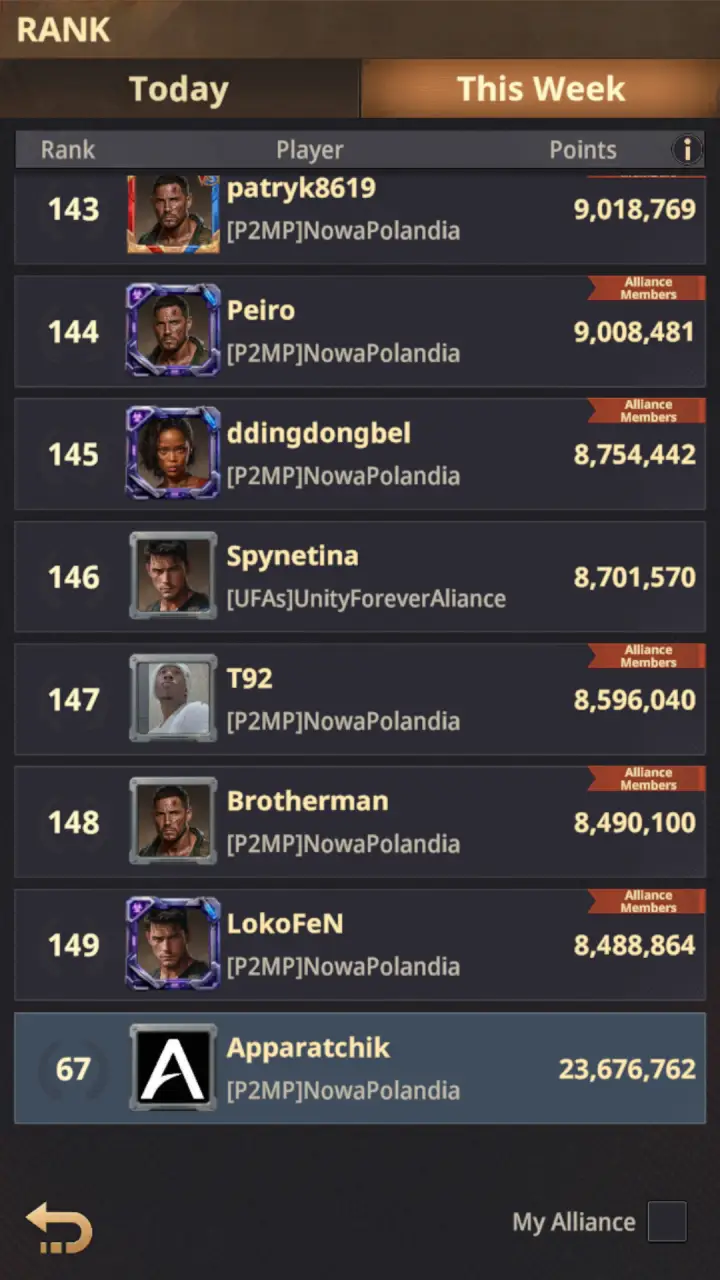 RANK
Today
This Week
Rank
Player
Points
143
patryk8619
[P2MP]NowaPolandia
9,018,769
Alliance
Members
144
Peiro
[P2MP]NowaPolandia
9,008,481
Alliance
Members
145
ddingdongbel
[P2MP]NowaPolandia
8,754,442
146
Spynetina
[UFAs]UnityForeverAliance
8,701,570
Alliance
Members
147
T92
[P2MP]NowaPolandia
8,596,040
Alliance
Members
148
Brotherman
[P2MP]NowaPolandia
8,490,100
Alliance
Members
149
LokoFeN
[P2MP]NowaPolandia
8,488,864
67
A
Apparatchik
[P2MP]NowaPolandia
23,676,762
My Alliance